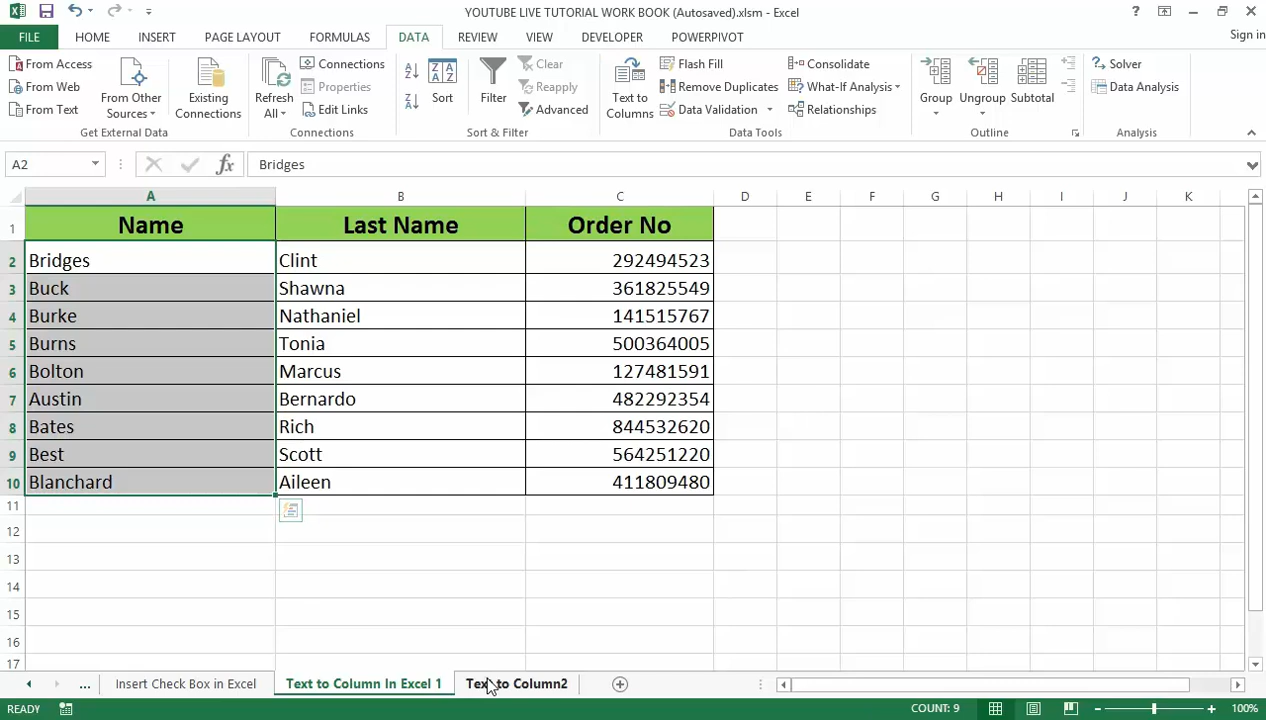 YOUTUBE LIVE TUTORIAL WORK BOOK (Autosaved).xlsm - Excel
?
FILE HOME INSERT PAGE LAYOUT FORMULAS DATA REVIEW VIEW DEVELOPER POWERPIVOT Sign in
From Access
From Web
From Text
From Other Sources
Existing Connections
Get External Data
Refresh All
Connections
Properties
Edit Links
Connections
Sort
Filter
Clear
Reapply
Advanced
Sort & Filter
Text to Columns
Flash Fill
Remove Duplicates
Data Validation
Consolidate
What-If Analysis
Relationships
Data Tools
Group
Ungroup
Subtotal
Outline
Solver
Data Analysis
Analysis
A2 fx Bridges
A B C D E F G H I J K
1 Name Last Name Order No
2 Bridges Clint 292494523
3 Buck Shawna 361825549
4 Burke Nathaniel 141515767
5 Burns Tonia 500364005
6 Bolton Marcus 127481591
7 Austin Bernardo 482292354
8 Bates Rich 844532620
9 Best Scott 564251220
10 Blanchard Aileen 411809480
11
12
13
14
15
16
17
... Insert Check Box in Excel Text to Column In Excel 1 Text to Column2
READY COUNT: 9 100%